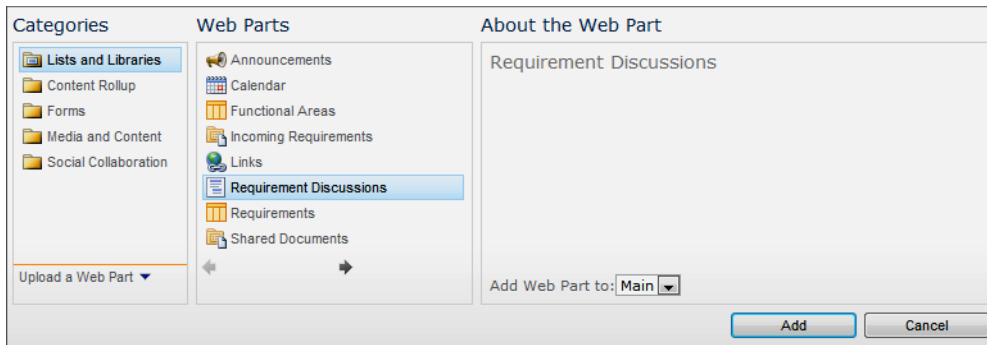 Categories
Lists and Libraries
Content Rollup
Forms
Media and Content
Social Collaboration
Upload a Web Part
Web Parts
Announcements
Calendar
Functional Areas
Incoming Requirements
Links
Requirement Discussions
Requirements
Shared Documents
About the Web Part
Requirement Discussions
Add Web Part to: Main
Add
Cancel